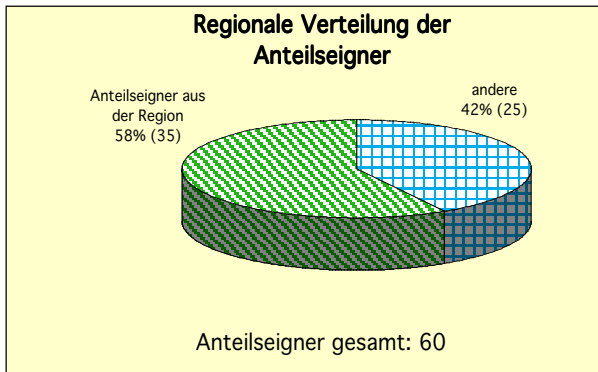 Regionale Verteilung der
Anteilseigner
Anteilseigner aus
der Region
58% (35)
andere
42% (25)
Anteilseigner gesamt: 60